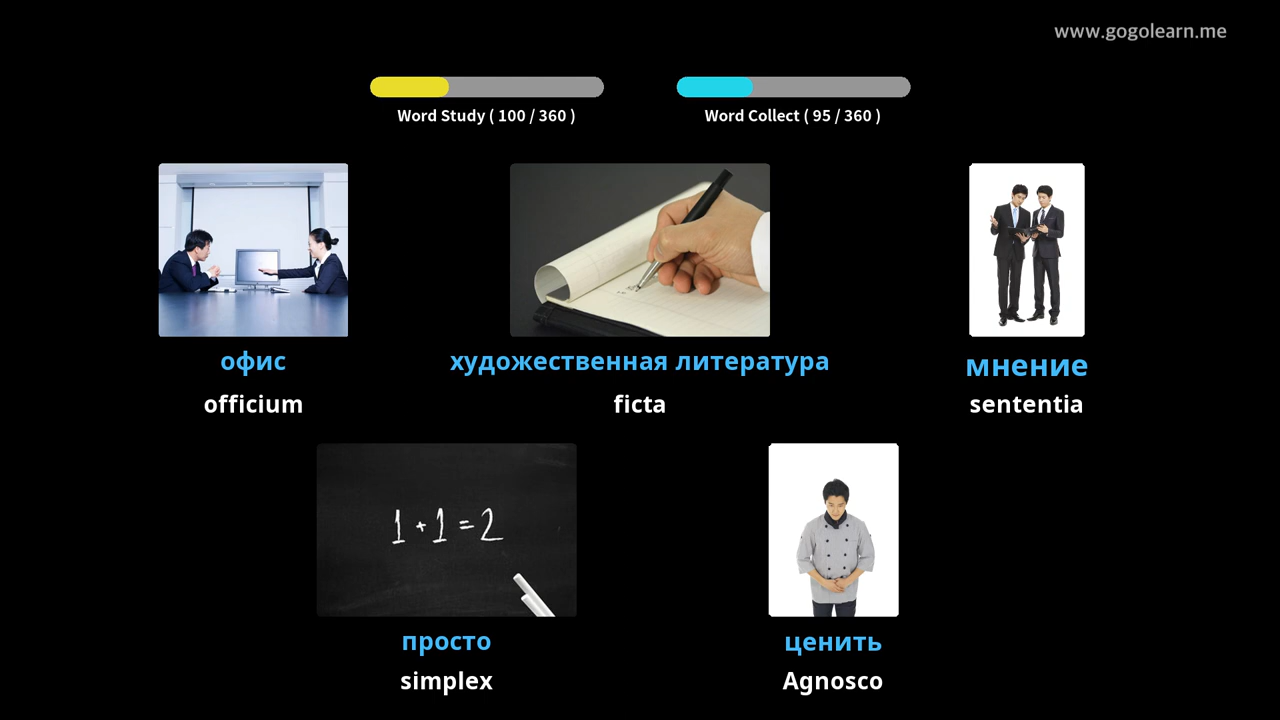 www.gogolearn.me
Word Study ( 100 / 360 )
Word Collect ( 95 / 360 )
офис
художественная литература
мнение
officium
ficta
sententia
1 + 1 = 2
просто
ценить
simplex
Agnosco